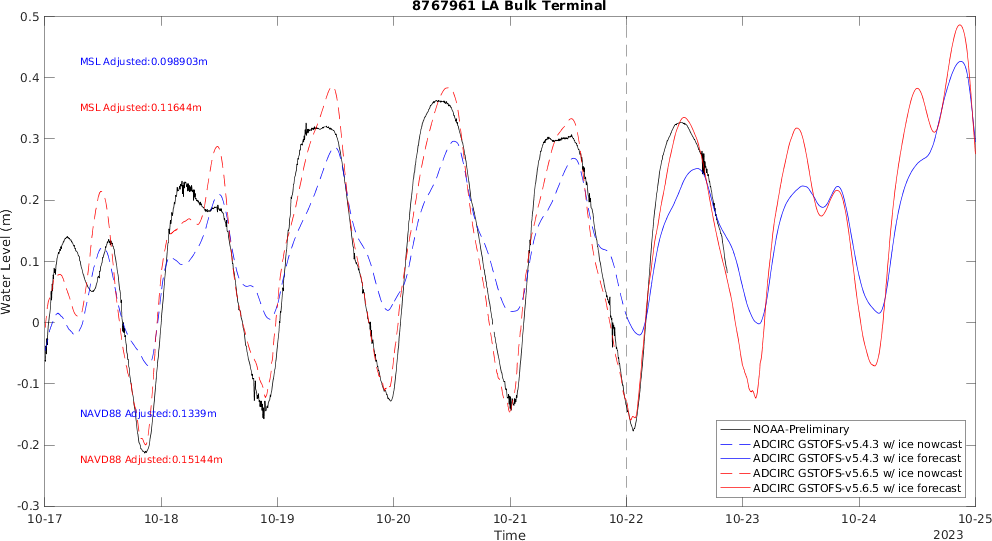 8767961 LA Bulk Terminal
0.5
0.4
0.3
0.2
0.1
0
-0.1
-0.2
-0.3
Water Level (m)
MSL Adjusted:0.098903m
MSL Adjusted:0.11644m
NAVD88 Adjusted:0.1339m
NAVD88 Adjusted:0.15144m
NOAA-Preliminary
ADCIRC GSTOFS-v5.4.3 w/ ice nowcast
ADCIRC GSTOFS-v5.4.3 w/ ice forecast
ADCIRC GSTOFS-v5.6.5 w/ ice nowcast
ADCIRC GSTOFS-v5.6.5 w/ ice forecast
10-17 10-18 10-19 10-20 10-21 10-22 10-23 10-24 10-25
Time
2023